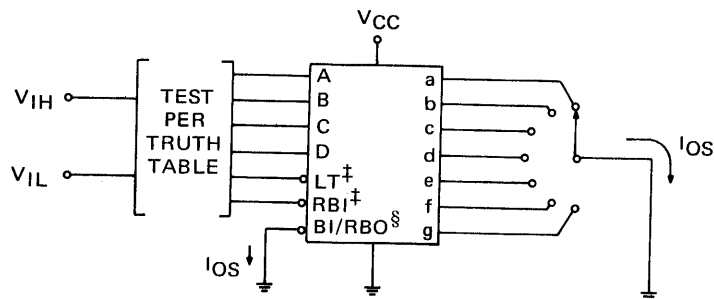 VCC
VIH
VIL
TEST
PER
TRUTH
TABLE
A
B
C
D
LT‡
RBI‡
BI/RBO§
a
b
c
d
e
f
g
IOS
IOS